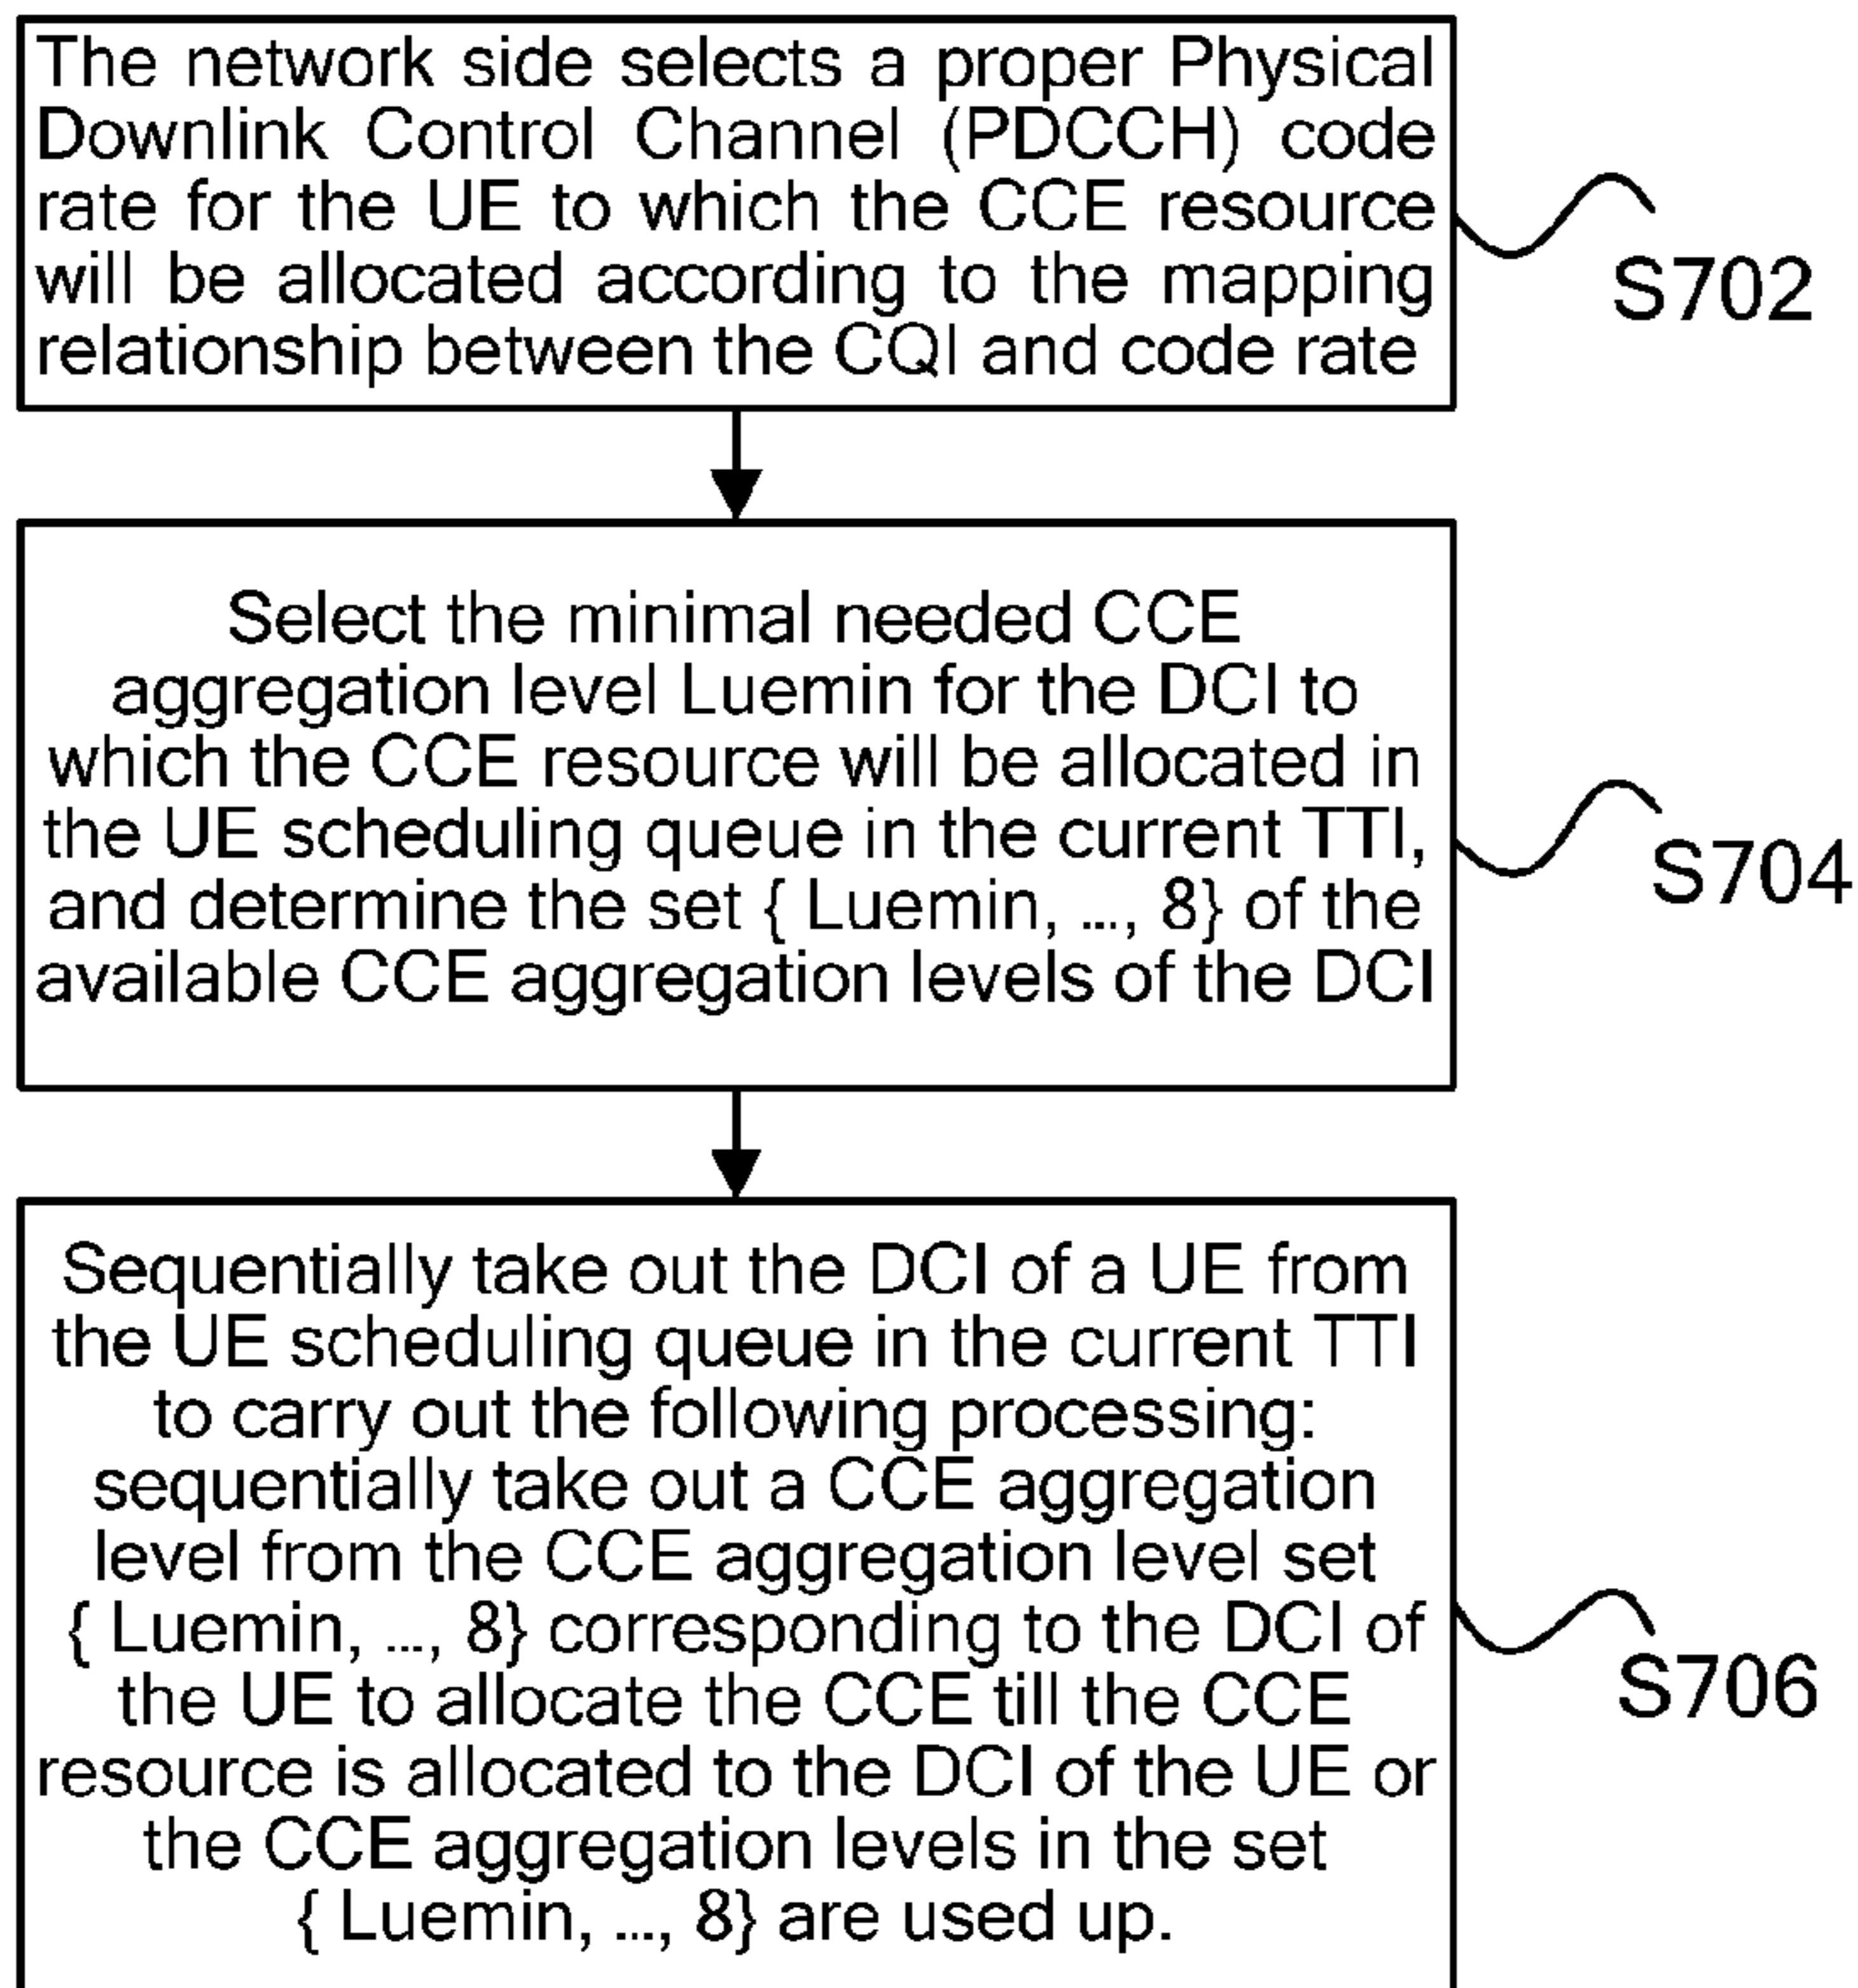 The network side selects a proper Physical
Downlink Control Channel (PDCCH) code
rate for the UE to which the CCE resource
will be allocated according to the mapping
relationship between the CQI and code rate
S702
Select the minimal needed CCE
aggregation level Luemin for the DCI to
which the CCE resource will be allocated in
the UE scheduling queue in the current TTI,
and determine the set { Luemin, ..., 8} of the
available CCE aggregation levels of the DCI
S704
Sequentially take out the DCI of a UE from
the UE scheduling queue in the current TTI
to carry out the following processing:
sequentially take out a CCE aggregation
level from the CCE aggregation level set
{ Luemin, ..., 8} corresponding to the DCI of
the UE to allocate the CCE till the CCE
resource is allocated to the DCI of the UE or
the CCE aggregation levels in the set
{ Luemin, ..., 8} are used up.
S706